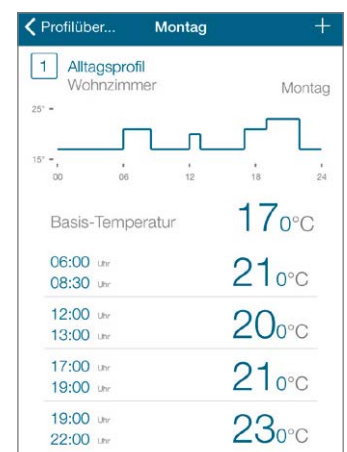 Profilüber... Montag +
1 Alltagsprofil
Wohnzimmer Montag
25°
15°
00 06 12 18 24
Basis-Temperatur 17 0°C
06:00 Uhr
08:30 Uhr 21 0°C
12:00 Uhr
13:00 Uhr 20 0°C
17:00 Uhr
19:00 Uhr 21 0°C
19:00 Uhr
22:00 Uhr 23 0°C